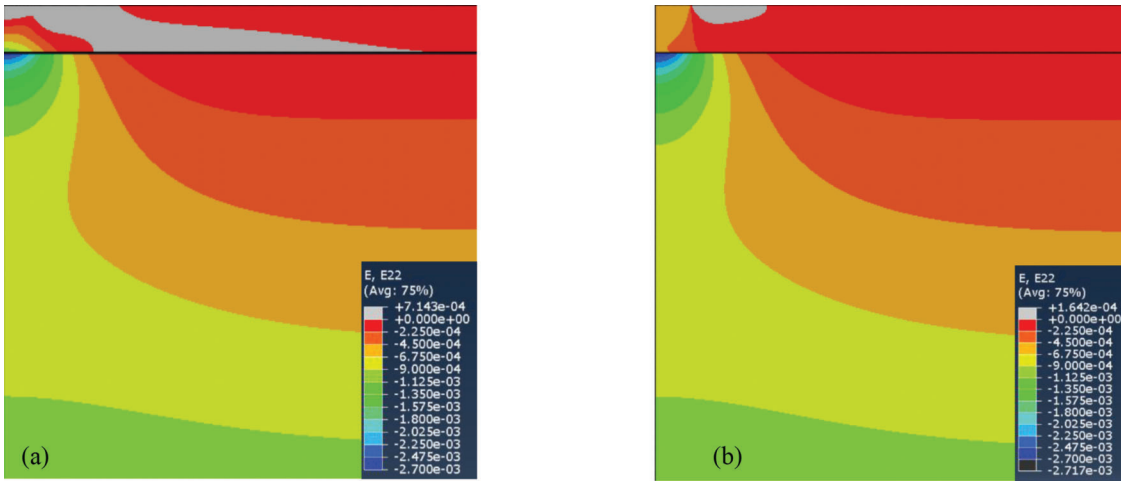 E, E22
(Avg: 75%)
+7.143e-04
+0.000e+00
-2.250e-04
-4.500e-04
-6.750e-04
-9.000e-04
-1.125e-03
-1.350e-03
-1.575e-03
-1.800e-03
-2.025e-03
-2.250e-03
-2.475e-03
-2.700e-03
(a)
E, E22
(Avg: 75%)
+1.642e-04
+0.000e+00
-2.250e-04
-4.500e-04
-6.750e-04
-9.000e-04
-1.125e-03
-1.350e-03
-1.575e-03
-1.800e-03
-2.025e-03
-2.250e-03
-2.475e-03
-2.700e-03
-2.717e-03
(b)